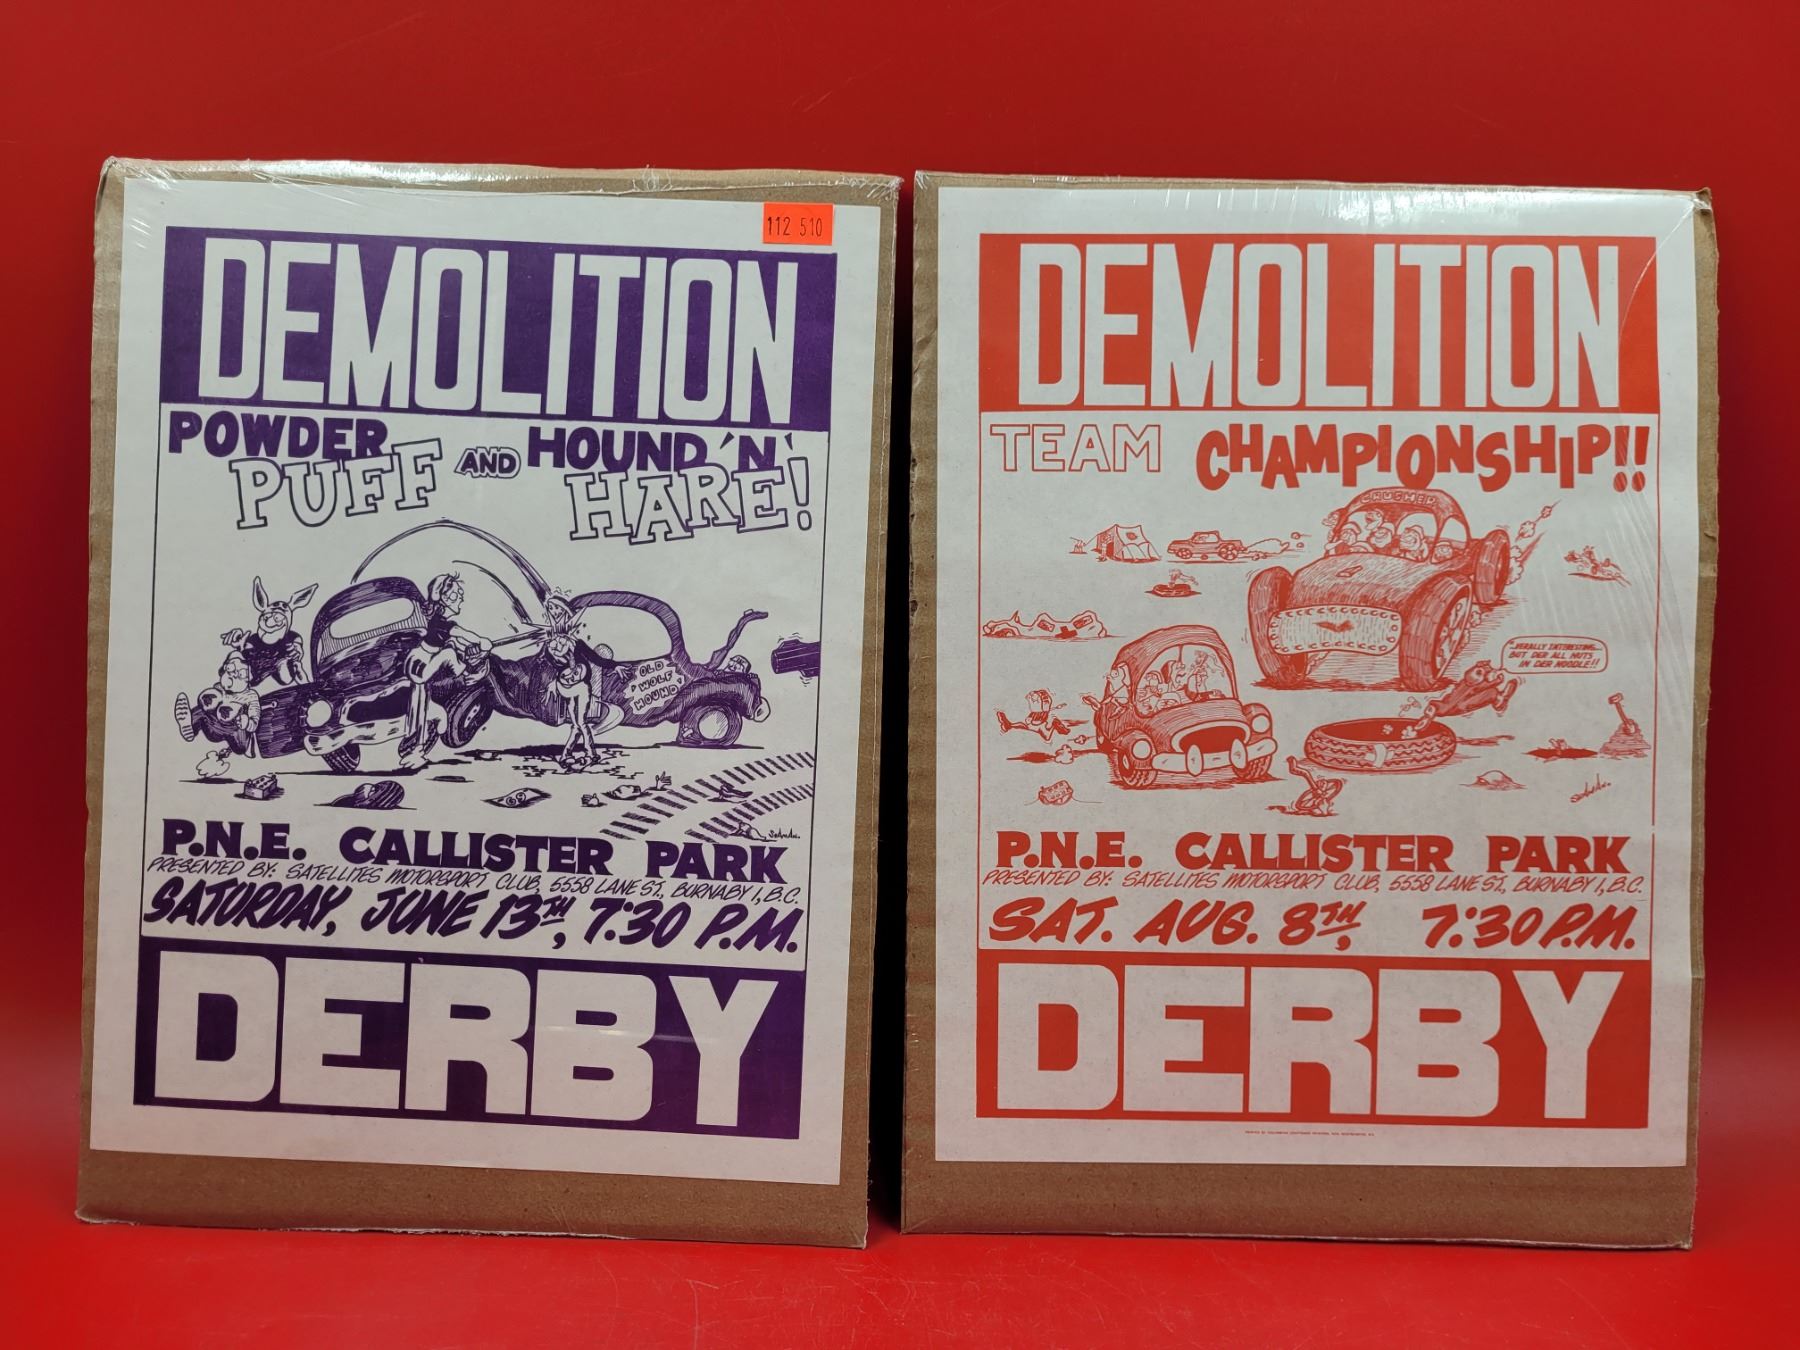 112 510
DEMOLITION
POWDER PUFF AND HOUND 'N' HARE!
OLD WOLF HOUND
P.N.E. CALLISTER PARK
PRESENTED BY: SATELLITES MOTORSPORT CLUB, 5558 LANE ST., BURNABY 1, B.C.
SATURDAY, JUNE 13TH, 7:30 P.M.
DERBY
DEMOLITION
TEAM CHAMPIONSHIP!!
CRUSHER
"VERALLY INTERESTING...
BUT DER ALL NUTS
IN DER NOODLE!!
P.N.E. CALLISTER PARK
PRESENTED BY: SATELLITES MOTORSPORT CLUB, 5558 LANE ST., BURNABY 1, B.C.
SAT. AUG. 8TH, 7:30 P.M.
DERBY